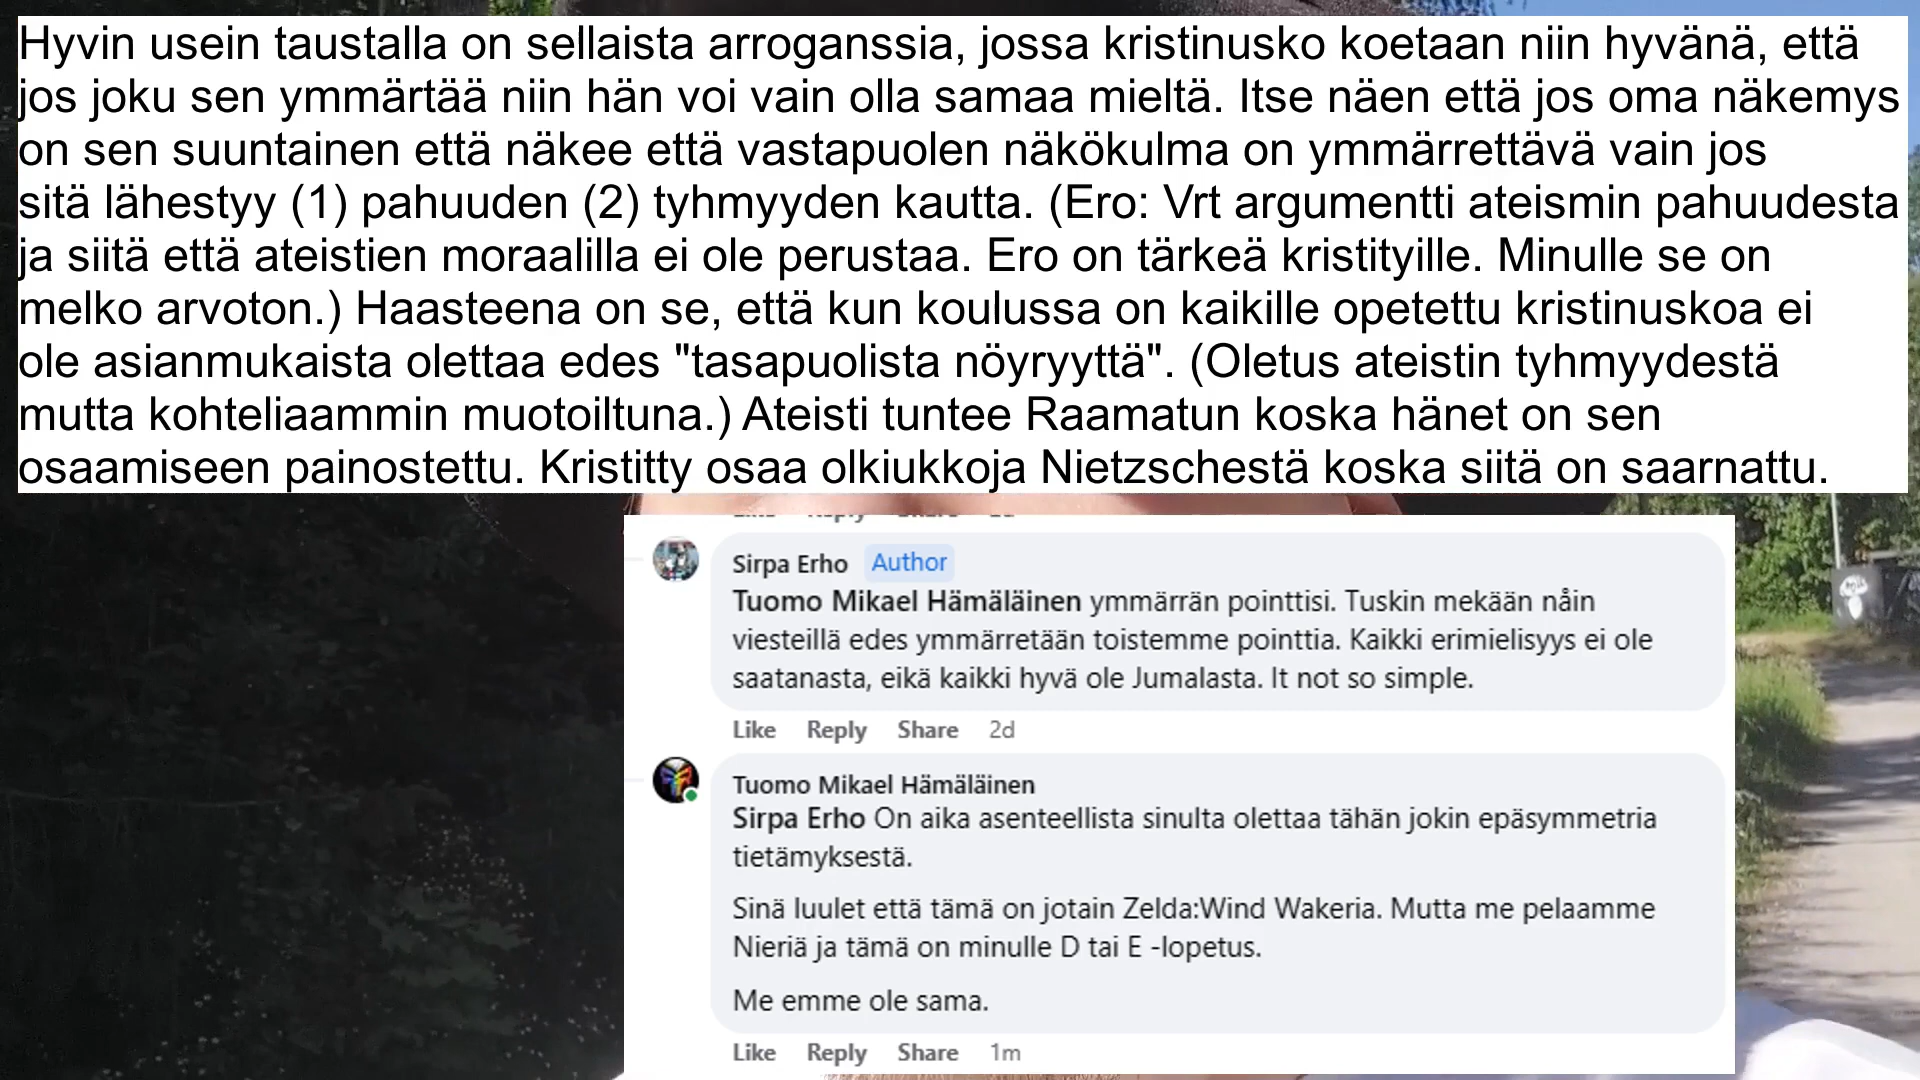 Hyvin usein taustalla on sellaista arroganssia, jossa kristinusko koetaan niin hyvänä, että
jos joku sen ymmärtää niin hän voi vain olla samaa mieltä. Itse näen että jos oma näkemys
on sen suuntainen että näkee että vastapuolen näkökulma on ymmärrettävä vain jos
sitä lähestyy (1) pahuuden (2) tyhmyyden kautta. (Ero: Vrt argumentti ateismin pahuudesta
ja siitä että ateistien moraalilla ei ole perustaa. Ero on tärkeä kristityille. Minulle se on
melko arvoton.) Haasteena on se, että kun koulussa on kaikille opetettu kristinuskoa ei
ole asianmukaista olettaa edes "tasapuolista nöyryyttä". (Oletus ateistin tyhmyydestä
mutta kohteliaammin muotoiltuna.) Ateisti tuntee Raamatun koska hänet on sen
osaamiseen painostettu. Kristitty osaa olkiukkoja Nietzschestä koska siitä on saarnattu.
Like Reply Share 2d
Sirpa Erho Author
Tuomo Mikael Hämäläinen ymmärrän pointtisi. Tuskin mekään nåin
viesteillä edes ymmärretään toistemme pointtia. Kaikki erimielisyys ei ole
saatanasta, eikä kaikki hyvä ole Jumalasta. It not so simple.
Like Reply Share 2d
Tuomo Mikael Hämäläinen
Sirpa Erho On aika asenteellista sinulta olettaa tähän jokin epäsymmetria
tietämyksestä.
Sinä luulet että tämä on jotain Zelda:Wind Wakeria. Mutta me pelaamme
Nieriä ja tämä on minulle D tai E -lopetus.
Me emme ole sama.
Like Reply Share 1m